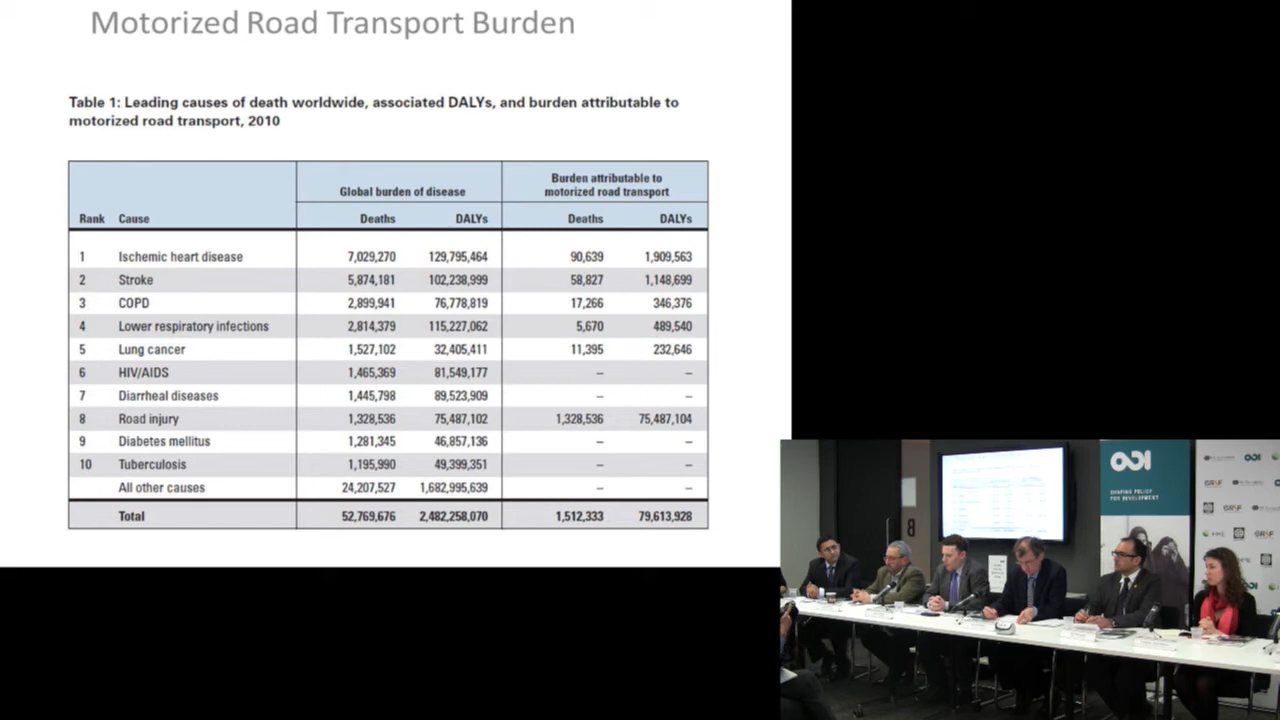 Motorized Road Transport Burden
Table 1: Leading causes of death worldwide, associated DALYs, and burden attributable to
motorized road transport, 2010
Global burden of disease
Burden attributable to
motorized road transport
Rank Cause Deaths DALYs Deaths DALYs
1 Ischemic heart disease 7,029,270 129,795,464 90,639 1,909,563
2 Stroke 5,874,181 102,238,999 58,827 1,148,699
3 COPD 2,899,941 76,778,819 17,266 346,376
4 Lower respiratory infections 2,814,379 115,227,062 5,670 489,540
5 Lung cancer 1,527,102 32,405,411 11,395 232,646
6 HIV/AIDS 1,465,369 81,549,177 – –
7 Diarrheal diseases 1,445,798 89,523,909 – –
8 Road injury 1,328,536 75,487,102 1,328,536 75,487,104
9 Diabetes mellitus 1,281,345 46,857,136 – –
10 Tuberculosis 1,195,990 49,399,351 – –
All other causes 24,207,527 1,682,995,639 – –
Total 52,769,676 2,482,258,070 1,512,333 79,613,928
ODI
SHAPING POLICY
FOR DEVELOPMENT
8